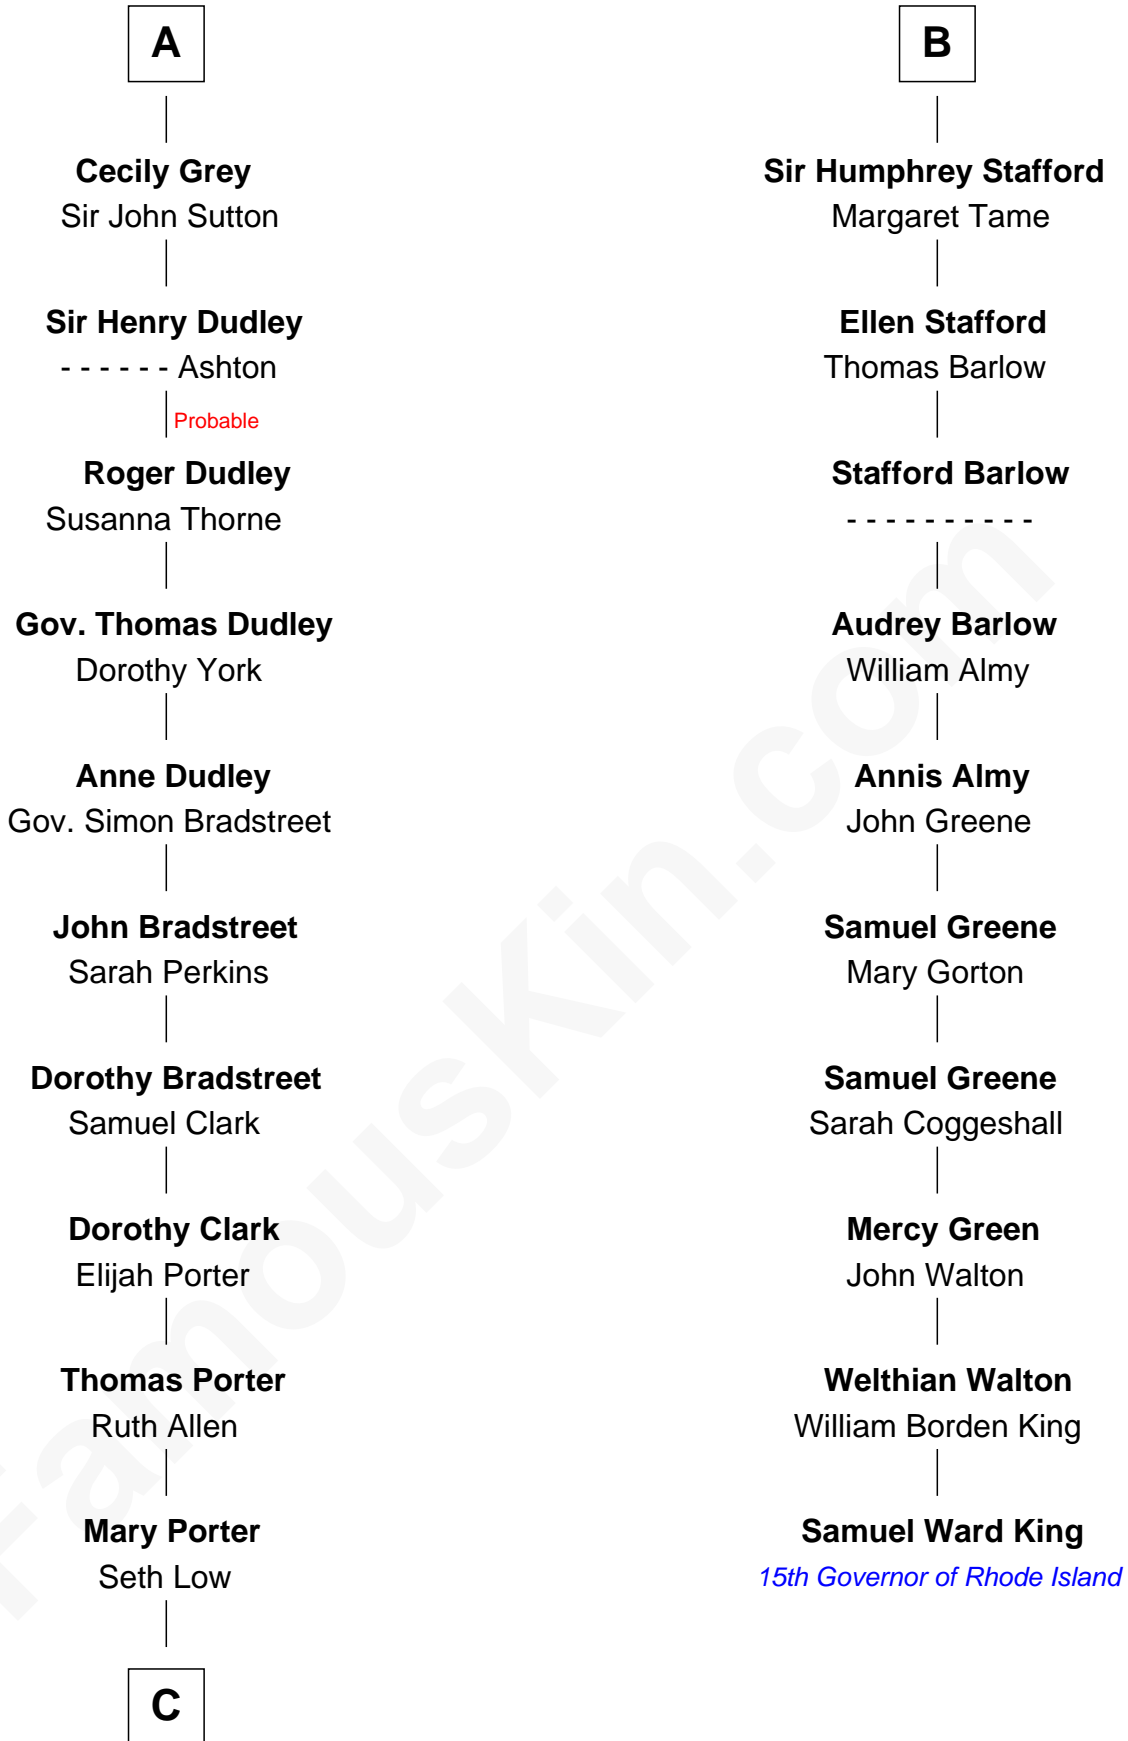 A
Cecily Grey
Sir John Sutton
Sir Henry Dudley
- - - - - - Ashton
Probable
Roger Dudley
Susanna Thorne
Gov. Thomas Dudley
Dorothy York
Anne Dudley
Gov. Simon Bradstreet
John Bradstreet
Sarah Perkins
Dorothy Bradstreet
Samuel Clark
Dorothy Clark
Elijah Porter
Thomas Porter
Ruth Allen
Mary Porter
Seth Low
C
B
Sir Humphrey Stafford
Margaret Tame
Ellen Stafford
Thomas Barlow
Stafford Barlow
- - - - - - - - - -
Audrey Barlow
William Almy
Annis Almy
John Greene
Samuel Greene
Mary Gorton
Samuel Greene
Sarah Coggeshall
Mercy Green
John Walton
Welthian Walton
William Borden King
Samuel Ward King
15th Governor of Rhode Island
FamousKin.com